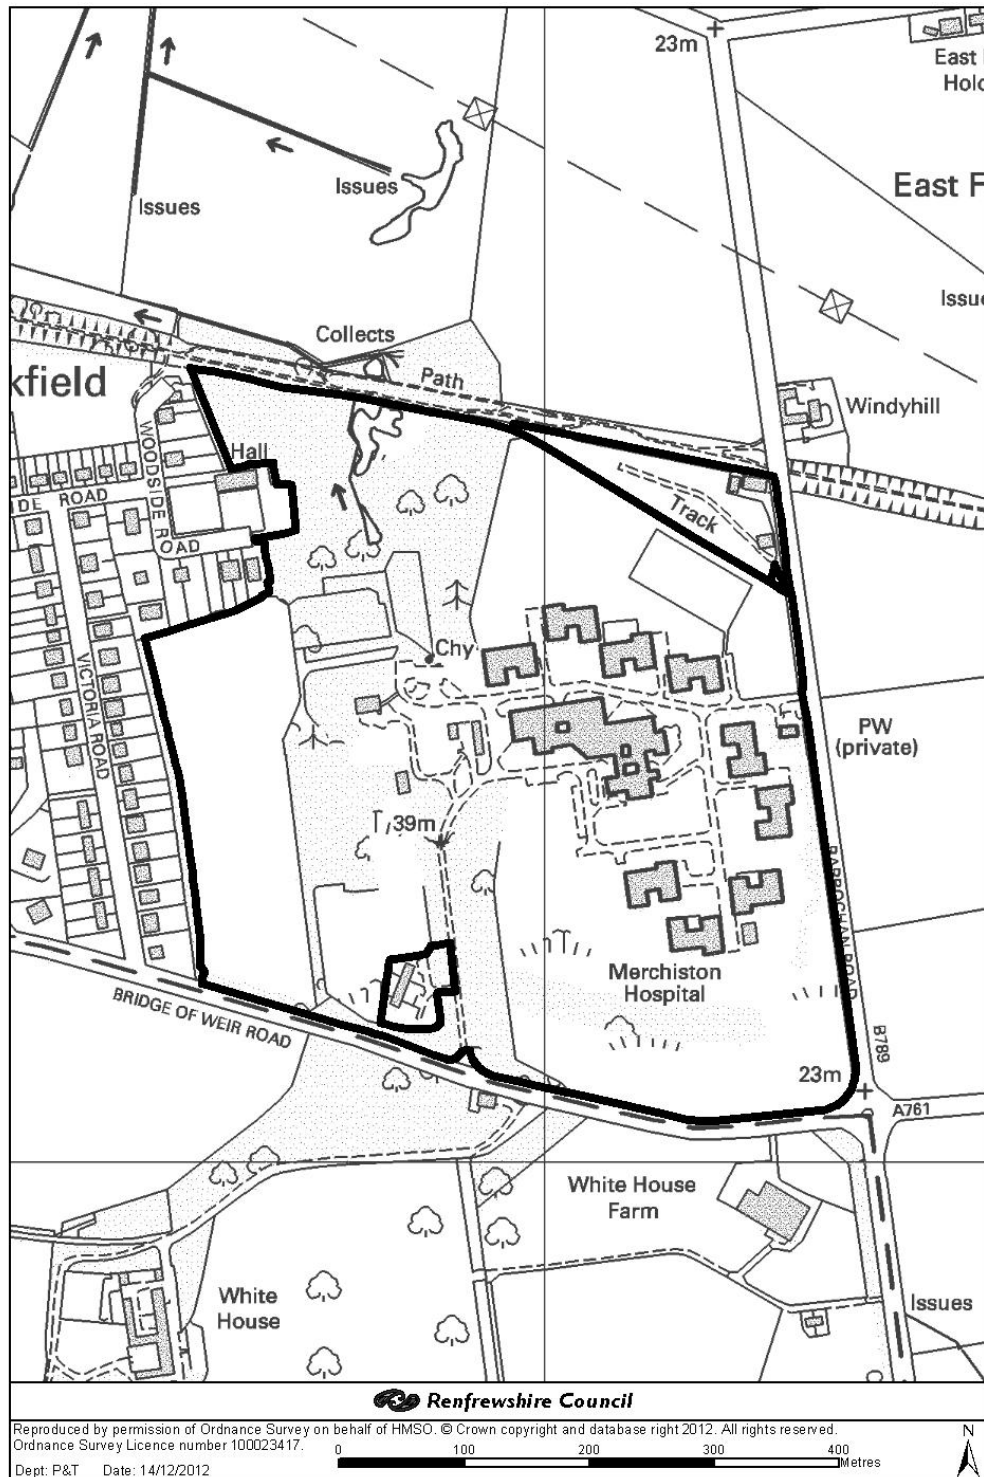 23m
East
Holc
East F
Issues
Issues
Issue
Collects
Path
kfield
Windyhill
Hall
WOODSIDE ROAD
IDE ROAD
Track
Chy
VICTORIA ROAD
PW
(private)
39m
BARROCHAN ROAD
Merchiston
Hospital
BRIDGE OF WEIR ROAD
B789
23m
A761
White House
Farm
White
House
Issues
Renfrewshire Council
Reproduced by permission of Ordnance Survey on behalf of HMSO. © Crown copyright and database right 2012. All rights reserved.
Ordnance Survey Licence number 100023417.
Dept: P&T Date: 14/12/2012
0 100 200 300 400
Metres
N